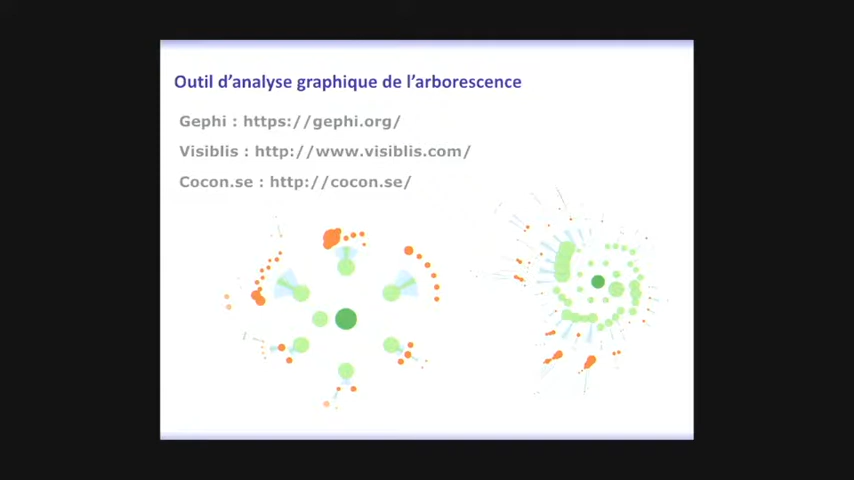 Outil d'analyse graphique de l'arborescence
Gephi : https://gephi.org/
Visiblis : http://www.visiblis.com/
Cocon.se : http://cocon.se/